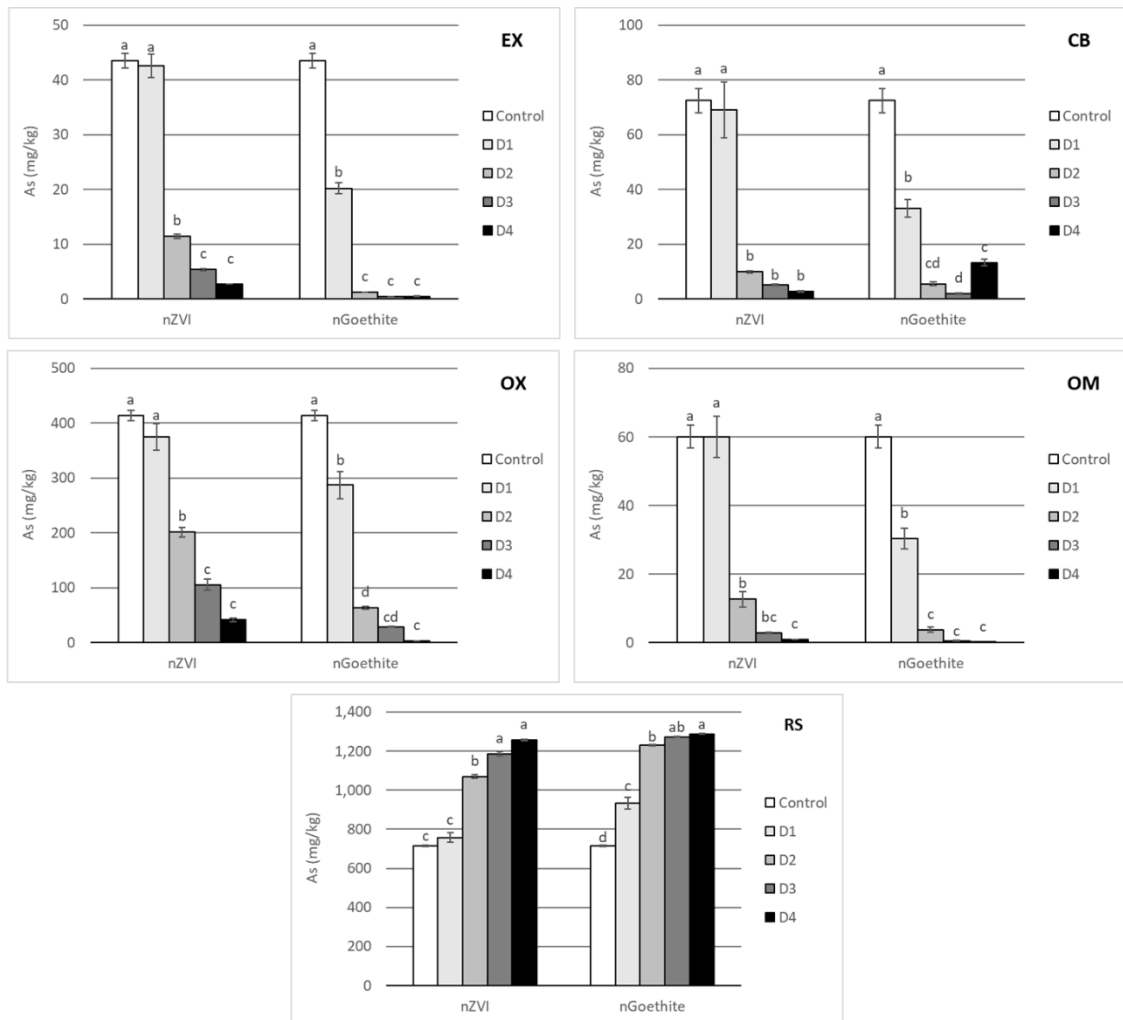 EX
50
40
30
20
10
0
As (mg/kg)
a
a
b
c
c
a
b
c
c
c
nZVI
nGoethite
Control
D1
D2
D3
D4
CB
100
80
60
40
20
0
As (mg/kg)
a
a
b
b
b
a
b
cd
d
c
nZVI
nGoethite
Control
D1
D2
D3
D4
OX
500
400
300
200
100
0
As (mg/kg)
a
a
b
c
c
a
b
d
cd
c
nZVI
nGoethite
Control
D1
D2
D3
D4
OM
80
60
40
20
0
As (mg/kg)
a
a
b
bc
c
a
b
c
c
c
nZVI
nGoethite
Control
D1
D2
D3
D4
RS
1,400
1,200
1,000
800
600
400
200
0
As (mg/kg)
c
c
b
a
a
d
c
b
ab
a
nZVI
nGoethite
Control
D1
D2
D3
D4